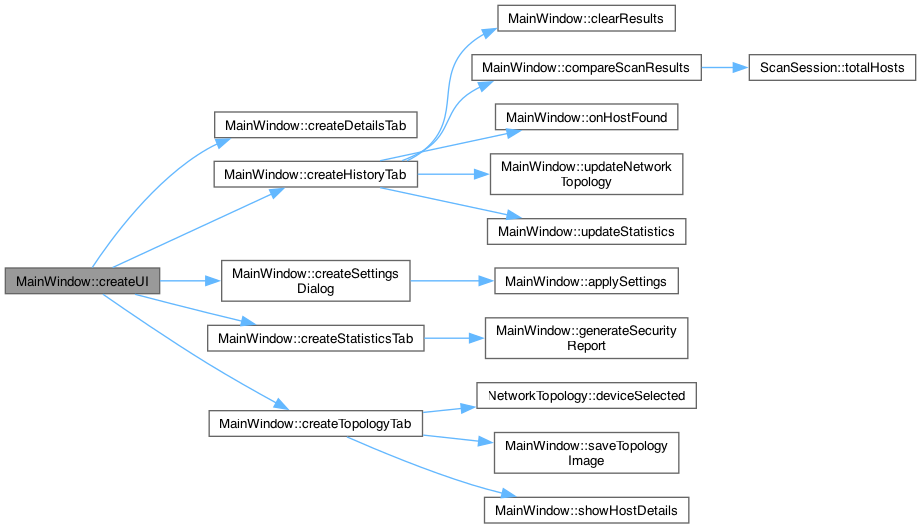 MainWindow::clearResults
MainWindow::compareScanResults
ScanSession::totalHosts
MainWindow::onHostFound
MainWindow::createDetailsTab
MainWindow::createHistoryTab
MainWindow::updateNetwork
Topology
MainWindow::updateStatistics
MainWindow::createUI
MainWindow::createSettings
Dialog
MainWindow::applySettings
MainWindow::createStatisticsTab
MainWindow::generateSecurity
Report
NetworkTopology::deviceSelected
MainWindow::createTopologyTab
MainWindow::saveTopology
Image
MainWindow::showHostDetails